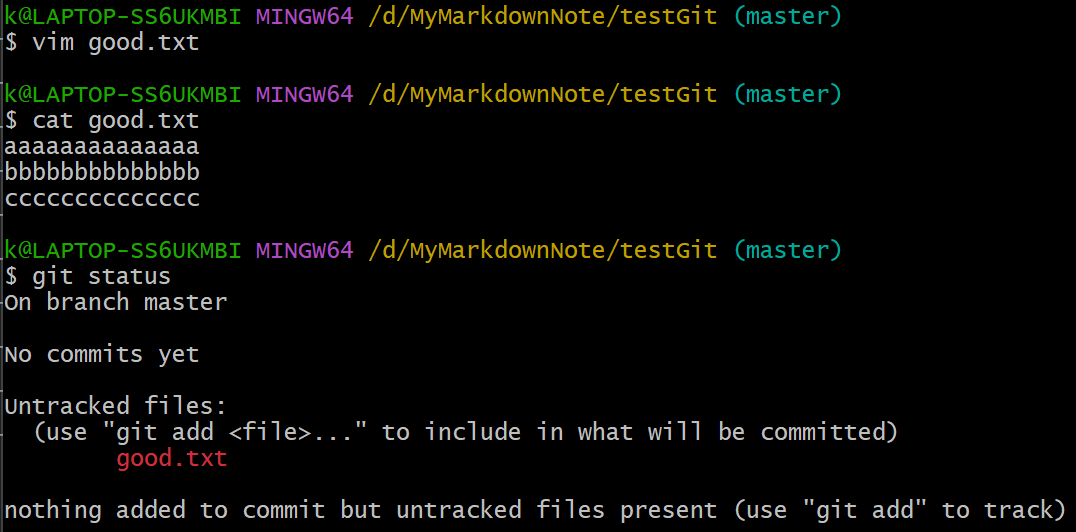 k@LAPTOP-SS6UKMBI MINGW64 /d/MyMarkdownNote/testGit (master)
$ vim good.txt
k@LAPTOP-SS6UKMBI MINGW64 /d/MyMarkdownNote/testGit (master)
$ cat good.txt
aaaaaaaaaaaaaa
bbbbbbbbbbbbbb
cccccccccccccc
k@LAPTOP-SS6UKMBI MINGW64 /d/MyMarkdownNote/testGit (master)
$ git status
On branch master
No commits yet
Untracked files:
  (use "git add <file>..." to include in what will be committed)
        good.txt
nothing added to commit but untracked files present (use "git add" to track)